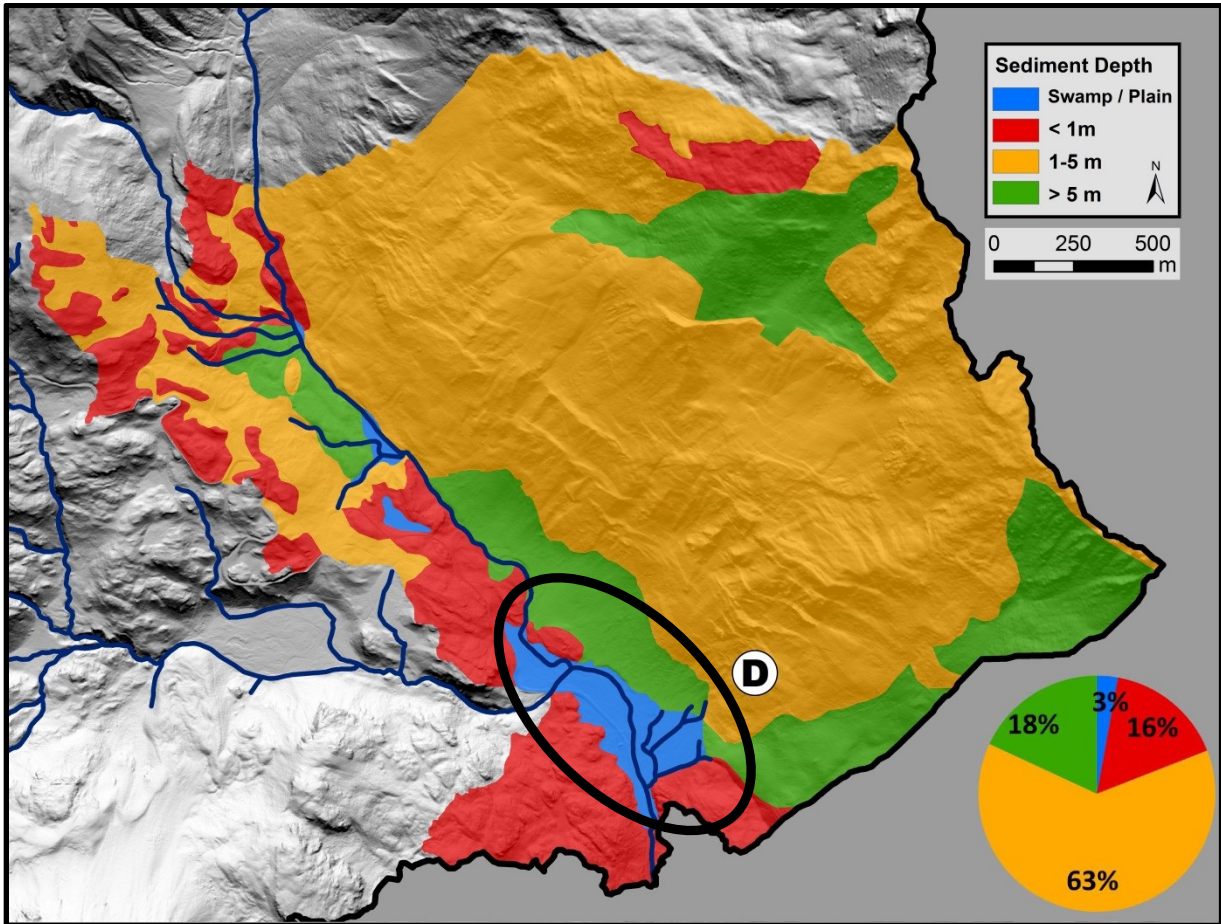 Sediment Depth
Swamp / Plain
< 1m
1-5 m
> 5 m
N
0 250 500
m
D
3%
18%
16%
63%